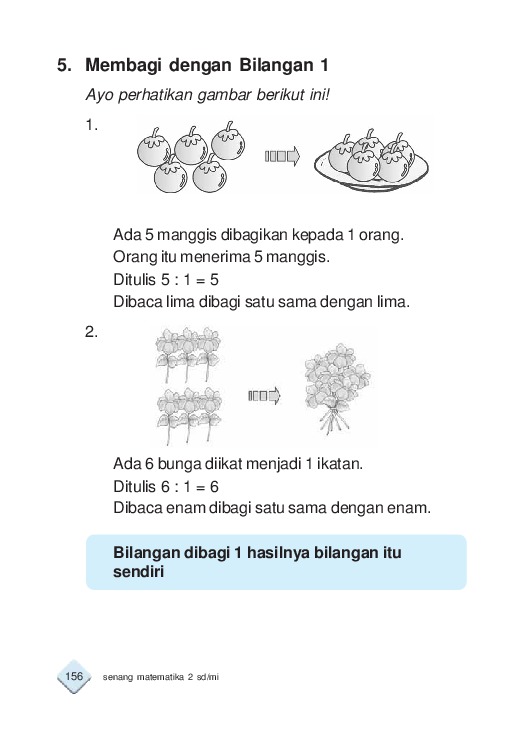 5. Membagi dengan Bilangan 1
Ayo perhatikan gambar berikut ini!
1.
Ada 5 manggis dibagikan kepada 1 orang.
Orang itu menerima 5 manggis.
Ditulis 5 : 1 = 5
Dibaca lima dibagi satu sama dengan lima.
2.
Ada 6 bunga diikat menjadi 1 ikatan.
Ditulis 6 : 1 = 6
Dibaca enam dibagi satu sama dengan enam.
Bilangan dibagi 1 hasilnya bilangan itu
sendiri
156 senang matematika 2 sd/mi